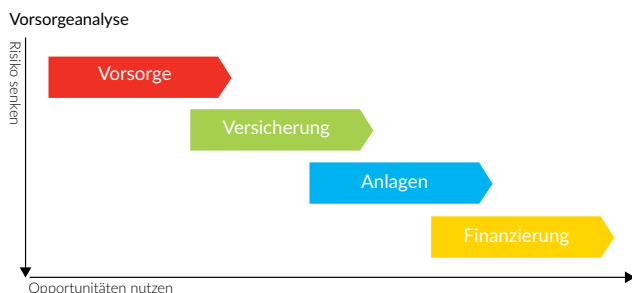 Vorsorgeanalyse
Risiko senken
Vorsorge
Versicherung
Anlagen
Finanzierung
Opportunitäten nutzen